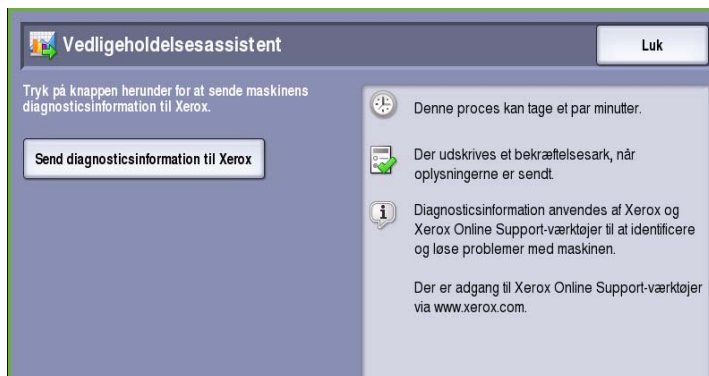 Vedligeholdelsesassistent
Luk
Tryk på knappen herunder for at sende maskinens
diagnosticsinformation til Xerox.
Send diagnosticsinformation til Xerox
Denne proces kan tage et par minutter.
Der udskrives et bekræftelsesark, når
oplysningerne er sendt.
Diagnosticsinformation anvendes af Xerox og
Xerox Online Support-værktøjer til at identificere
og løse problemer med maskinen.
Der er adgang til Xerox Online Support-værktøjer
via www.xerox.com.